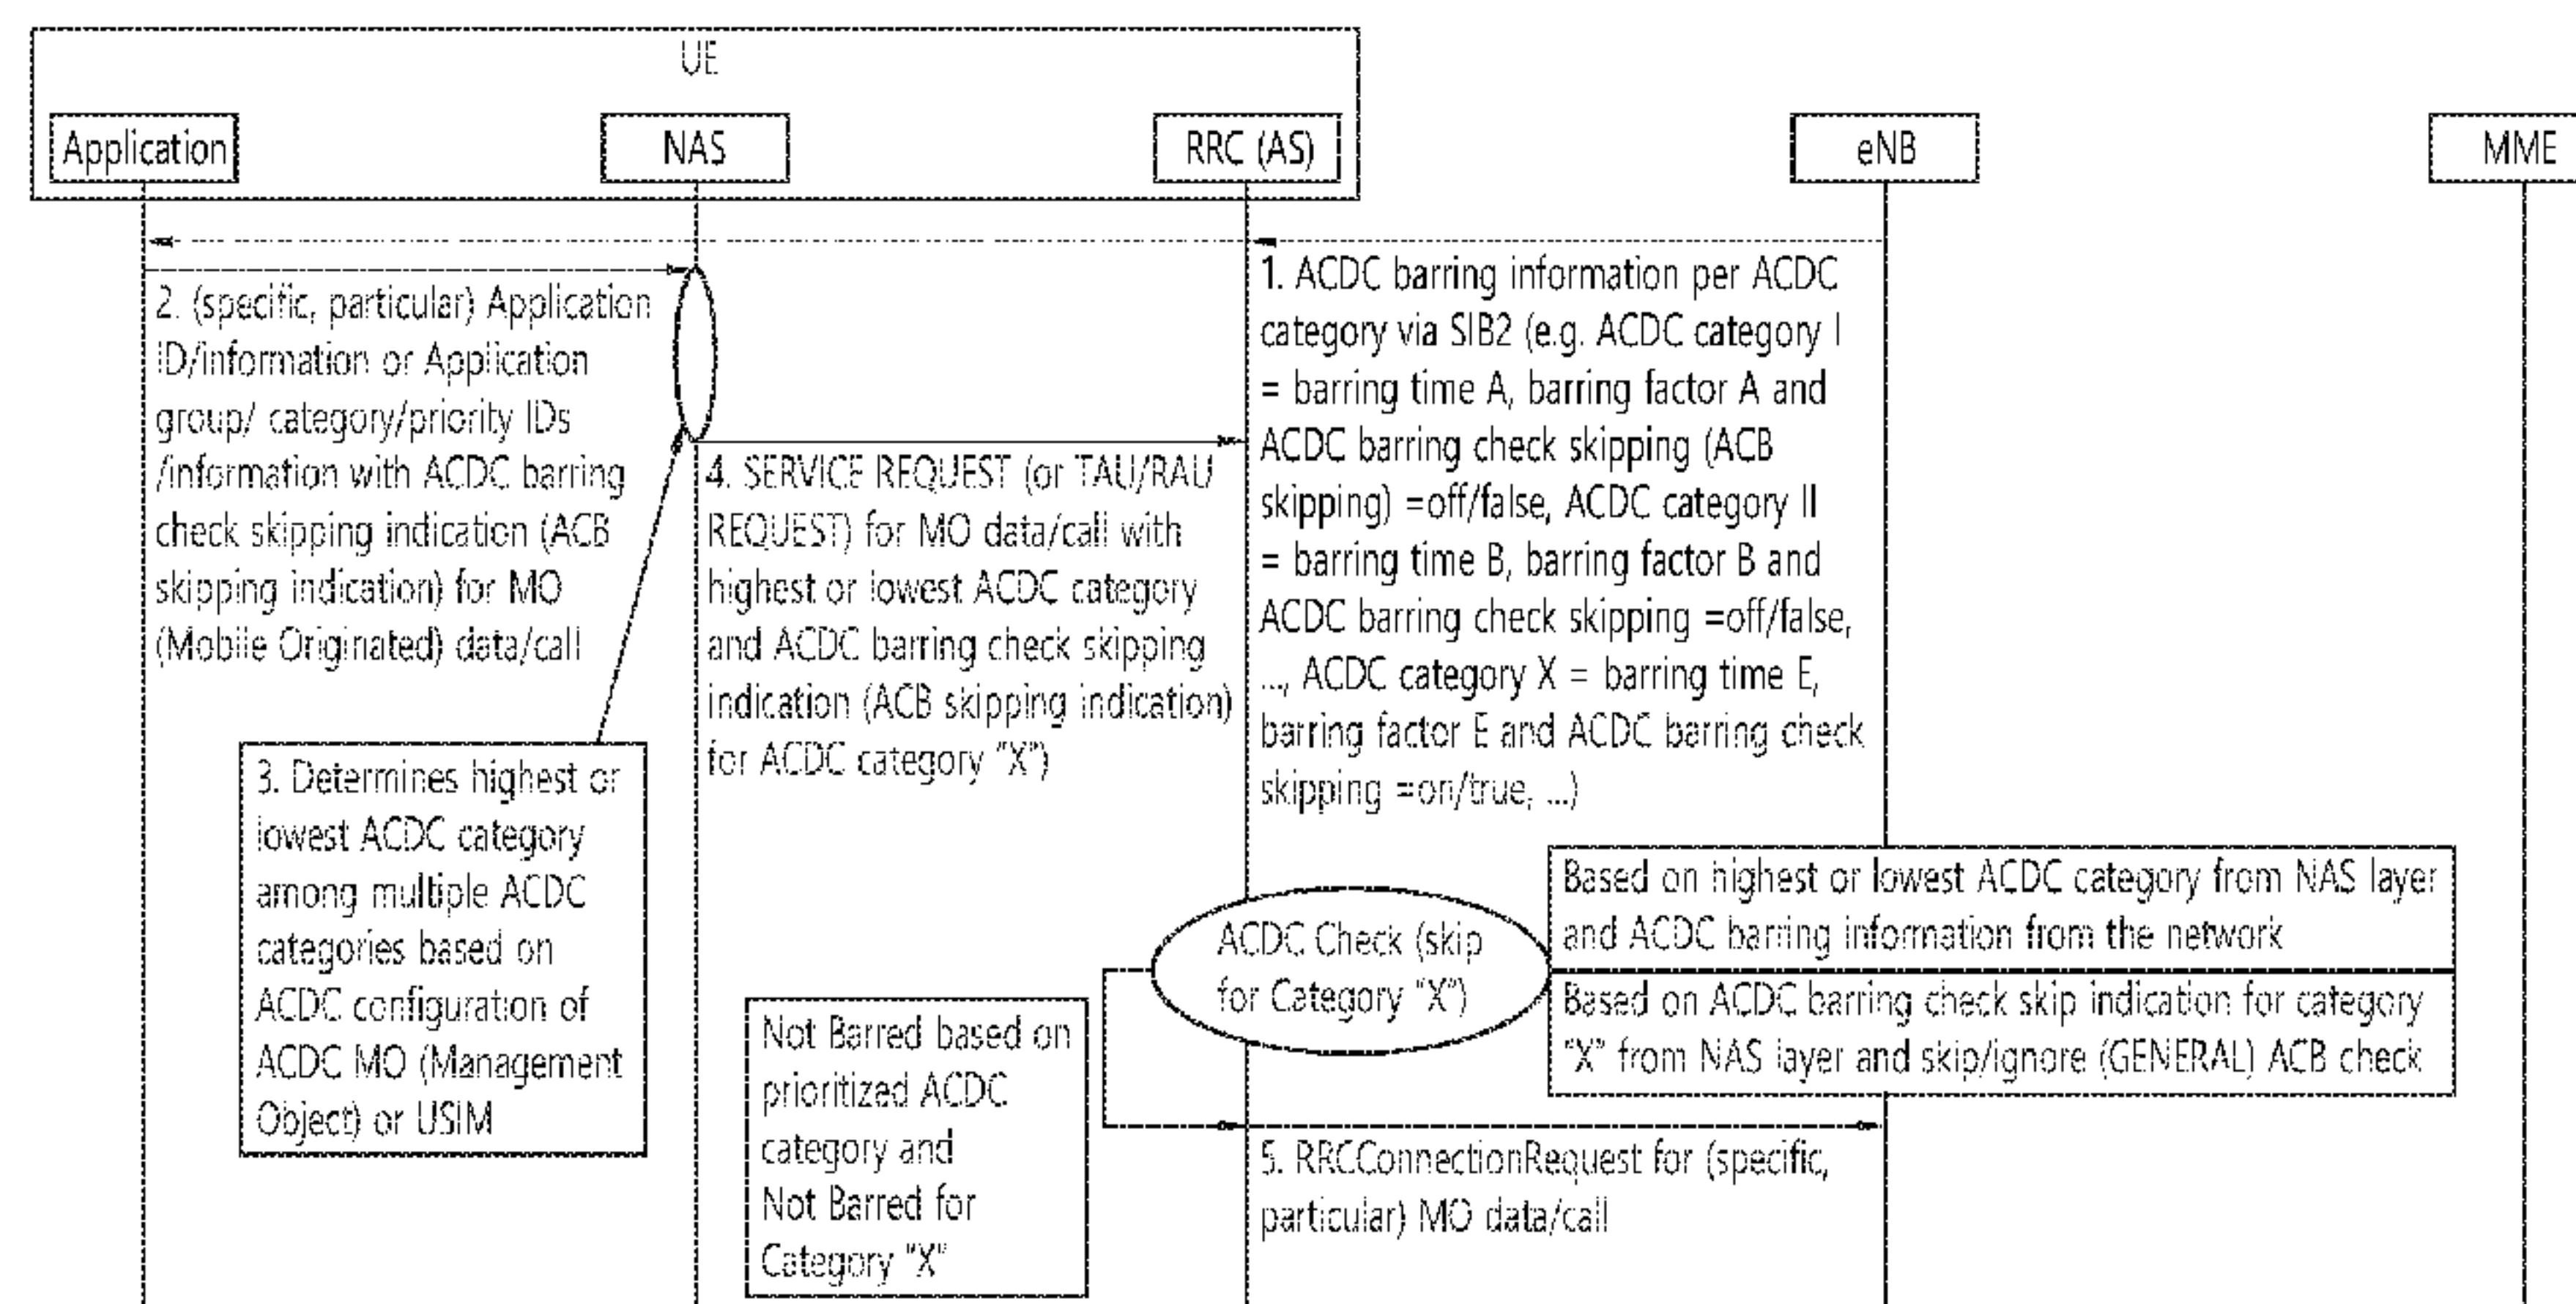 UE
Application
NAS
RRC (AS)
eNB
MME
1. ACDC barring information per ACDC
category via SIB2 (e.g. ACDC category I
= barring time A, barring factor A and
ACDC barring check skipping (ACB
skipping) =off/false, ACDC category II
= barring time B, barring factor B and
ACDC barring check skipping =off/false,
..., ACDC category X = barring time E,
barring factor E and ACDC barring check
skipping =on/true, ...)
2. (specific, particular) Application
ID/information or Application
group/ category/priority IDs
/information with ACDC barring
check skipping indication (ACB
skipping indication) for MO
(Mobile Originated) data/call
3. Determines highest or
lowest ACDC category
among multiple ACDC
categories based on
ACDC configuration of
ACDC MO (Management
Object) or USIM
4. SERVICE REQUEST (or TAU/RAU
REQUEST) for MO data/call with
highest or lowest ACDC category
and ACDC barring check skipping
indication (ACB skipping indication)
for ACDC category "X")
ACDC Check (skip
for Category "X")
Based on highest or lowest ACDC category from NAS layer
and ACDC barring information from the network
Based on ACDC barring check skip indication for category
"X" from NAS layer and skip/ignore (GENERAL) ACB check
Not Barred based on
prioritized ACDC
category and
Not Barred for
Category "X"
5. RRCConnectionRequest for (specific,
particular) MO data/call